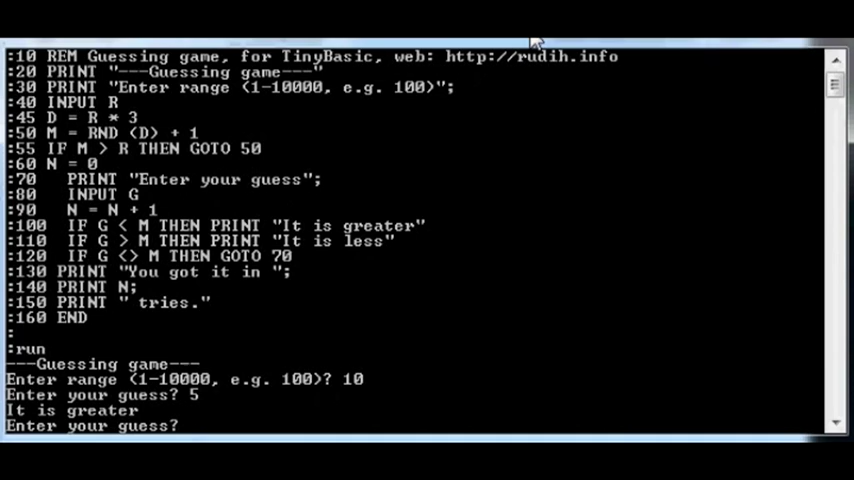 :10 REM Guessing game, for TinyBasic, web: http://rudih.info
:20 PRINT "---Guessing game---"
:30 PRINT "Enter range (1-10000, e.g. 100)";
:40 INPUT R
:45 D = R * 3
:50 M = RND (D) + 1
:55 IF M > R THEN GOTO 50
:60 N = 0
:70   PRINT "Enter your guess";
:80   INPUT G
:90   N = N + 1
:100   IF G < M THEN PRINT "It is greater"
:110   IF G > M THEN PRINT "It is less"
:120   IF G <> M THEN GOTO 70
:130 PRINT "You got it in ";
:140 PRINT N;
:150 PRINT " tries."
:160 END
:
:run
---Guessing game---
Enter range (1-10000, e.g. 100)? 10
Enter your guess? 5
It is greater
Enter your guess?